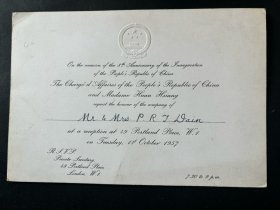 On the occasion of the 8th Anniversary of the Inauguration
of the People's Republic of China
The Chargé d'Affaires of the People's Republic of China
and Madame Huan Hsiang
request the honour of the company of
Mr & Mrs P. R. J. Dain
at a reception at 49 Portland Place, W.1
on Tuesday, 1st October 1957
R.S.V.P.
Private Secretary
49 Portland Place
London, W.1
7.30 to 9 p.m.